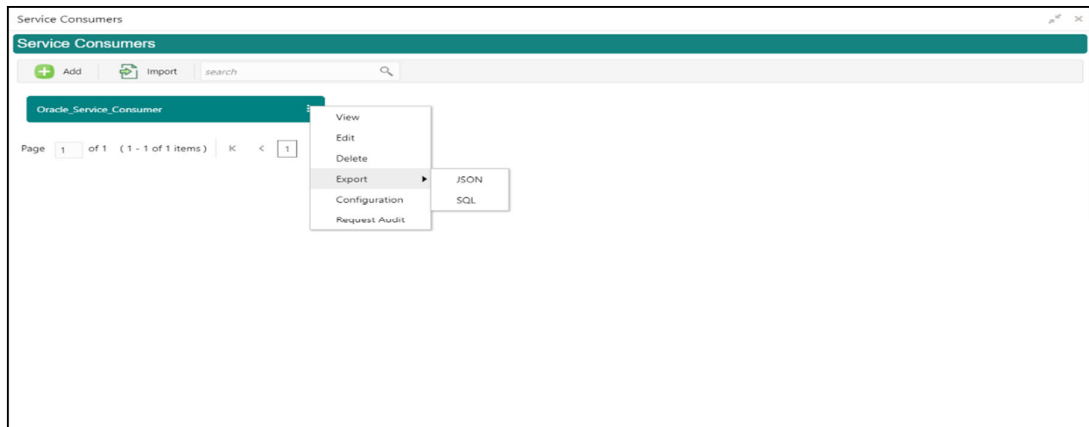 Service Consumers
Service Consumers
Add Import search
Oracle_Service_Consumer
View
Page 1 of 1 ( 1 - 1 of 1 items ) K < 1
Edit
Delete
Export JSON
Configuration SQL
Request Audit